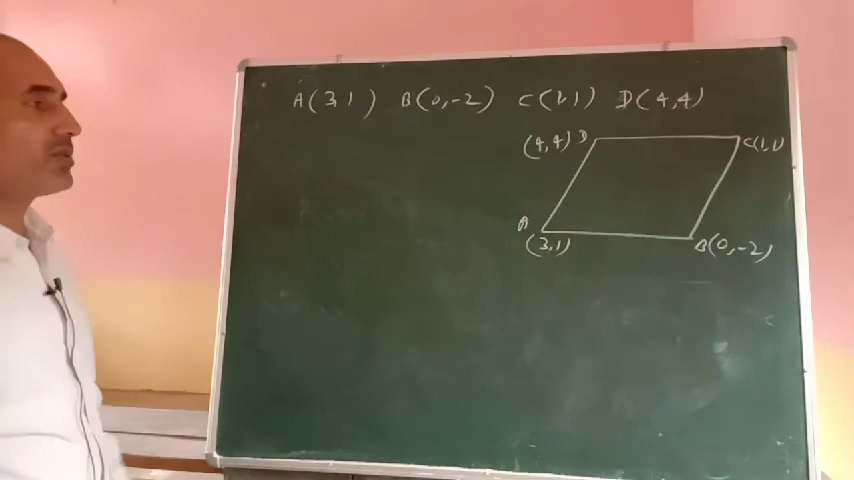 A(3,1) B(0,-2) C(1,1) D(4,4)
(4,4) D C(1,1)
A B(0,-2)
(3,1)